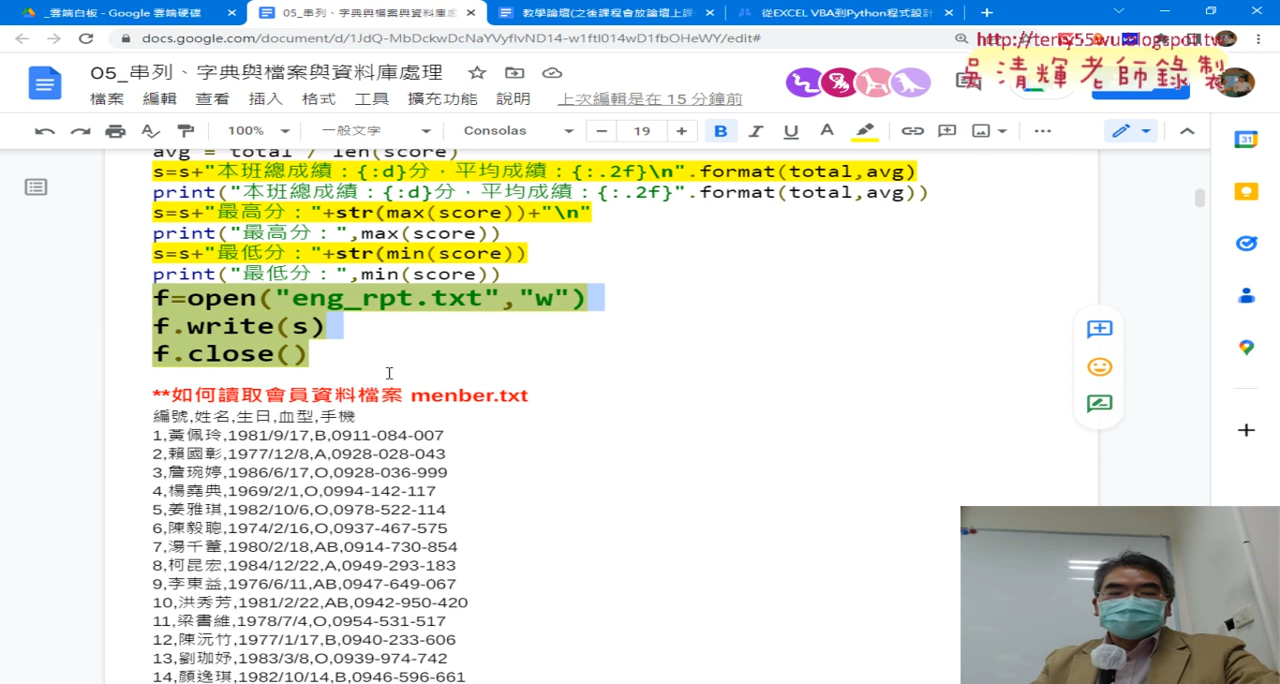 _雲端白板 - Google 雲端硬碟
05_串列、字典與檔案與資料庫處
教學論壇(之後課程會放論壇上課
從EXCEL VBA到Python程式設計
docs.google.com/document/d/1JdQ-MbDckwDcNaYVyflvND14-w1ftl014wD1fbOHeWY/edit#
http://terry55wu.blogspot.tw
吳清輝老師錄製
05_串列、字典與檔案與資料庫處理
檔案 編輯 查看 插入 格式 工具 擴充功能 說明 上次編輯是在 15 分鐘前
100% 一般文字 Consolas 19 B I U A
avg = total / len(score)
s=s+"本班總成績：{:d}分，平均成績：{:.2f}\n".format(total,avg)
print("本班總成績：{:d}分，平均成績：{:.2f}".format(total,avg))
s=s+"最高分："+str(max(score))+"\n"
print("最高分：",max(score))
s=s+"最低分："+str(min(score))
print("最低分：",min(score))
f=open("eng_rpt.txt","w")
f.write(s)
f.close()
**如何讀取會員資料檔案 menber.txt
編號,姓名,生日,血型,手機
1,黃佩玲,1981/9/17,B,0911-084-007
2,賴國彰,1977/12/8,A,0928-028-043
3,詹琬婷,1986/6/17,O,0928-036-999
4,楊堯典,1969/2/1,O,0994-142-117
5,姜雅琪,1982/10/6,O,0978-522-114
6,陳毅聰,1974/2/16,O,0937-467-575
7,湯千葦,1980/2/18,AB,0914-730-854
8,柯昆宏,1984/12/22,A,0949-293-183
9,李東益,1976/6/11,AB,0947-649-067
10,洪秀芳,1981/2/22,AB,0942-950-420
11,梁書維,1978/7/4,O,0954-531-517
12,陳沅竹,1977/1/17,B,0940-233-606
13,劉珈妤,1983/3/8,O,0939-974-742
14,顏逸琪,1982/10/14,B,0946-596-661